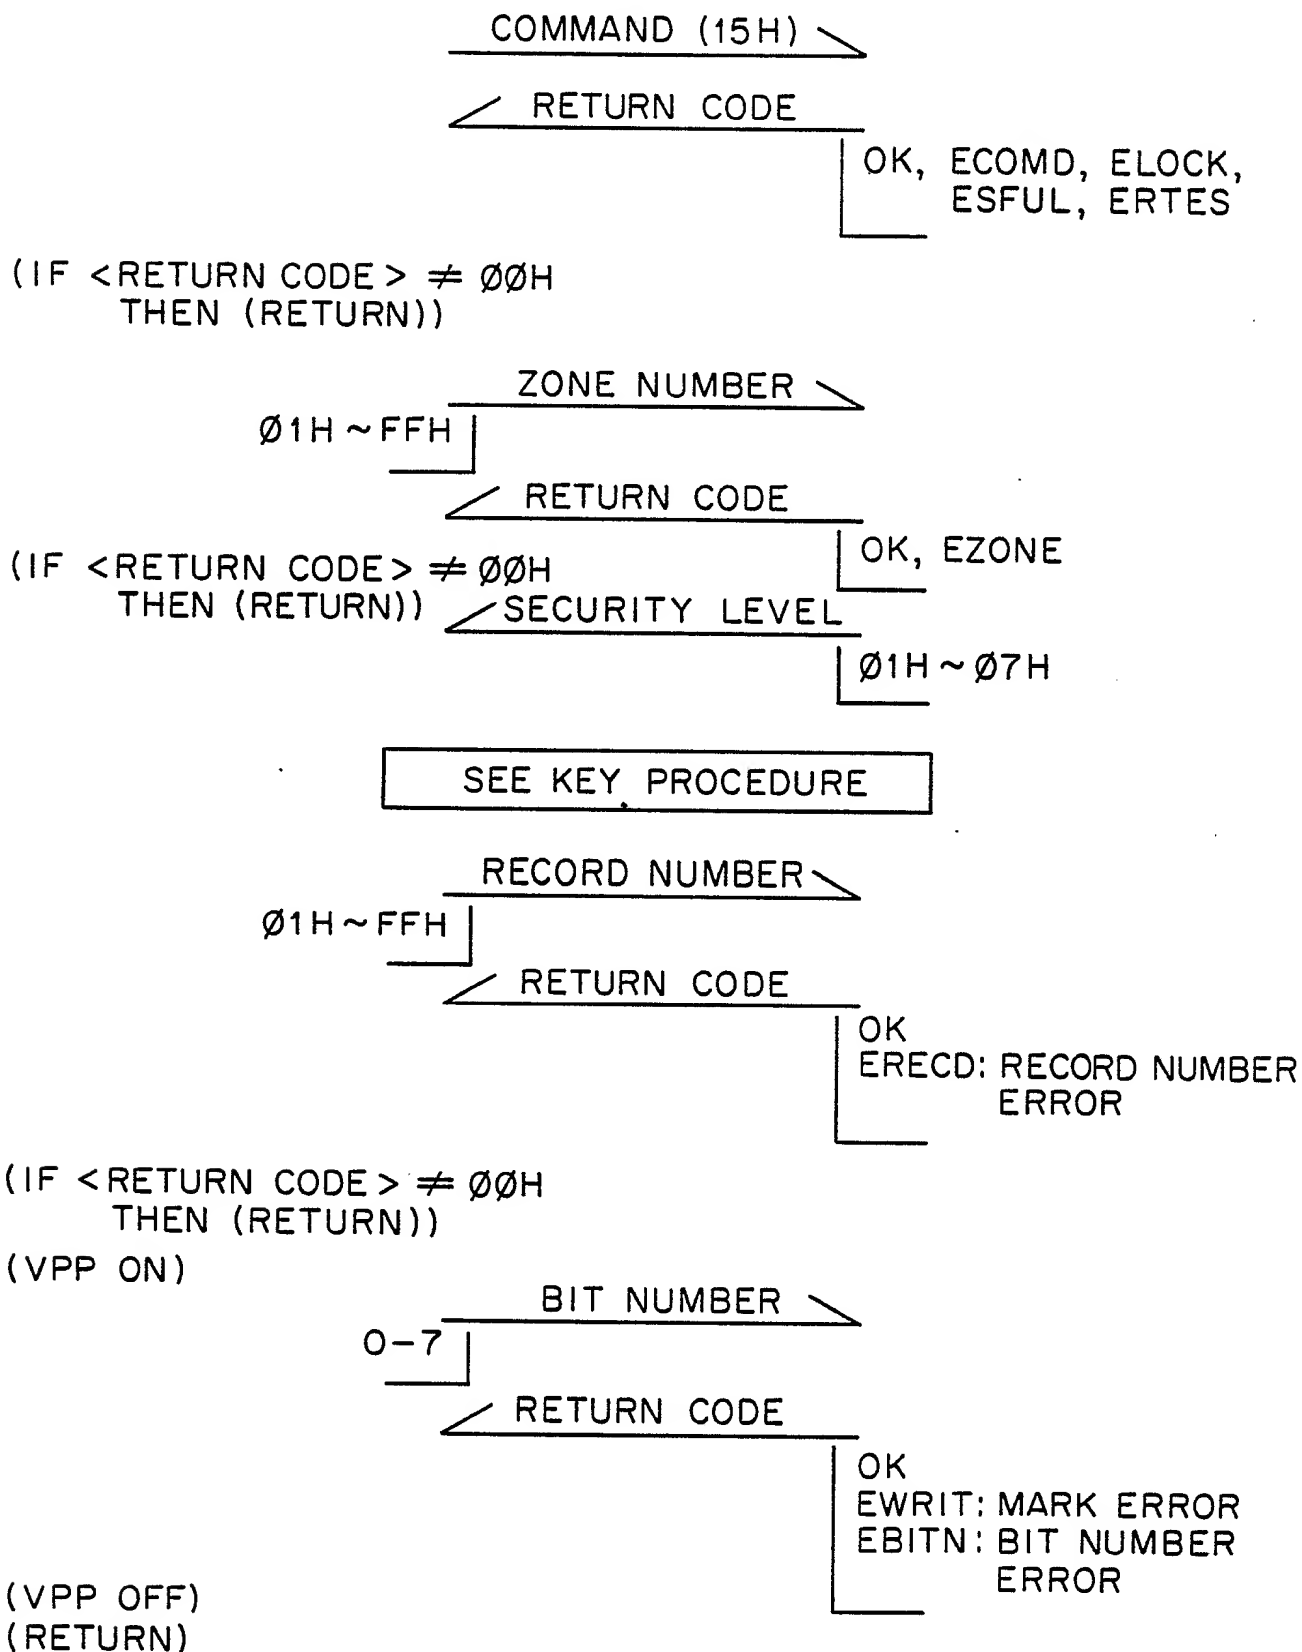 COMMAND (15H)
RETURN CODE
OK, ECOMD, ELOCK,
ESFUL, ERTES
(IF <RETURN CODE> ≠ ØØH
THEN (RETURN))
ZONE NUMBER
Ø1H~FFH
RETURN CODE
OK, EZONE
(IF <RETURN CODE> ≠ ØØH
THEN (RETURN))
SECURITY LEVEL
Ø1H~Ø7H
SEE KEY PROCEDURE
RECORD NUMBER
Ø1H~FFH
RETURN CODE
OK
ERECD: RECORD NUMBER
ERROR
(IF <RETURN CODE> ≠ ØØH
THEN (RETURN))
(VPP ON)
BIT NUMBER
0-7
RETURN CODE
OK
EWRIT: MARK ERROR
EBITN: BIT NUMBER
ERROR
(VPP OFF)
(RETURN)